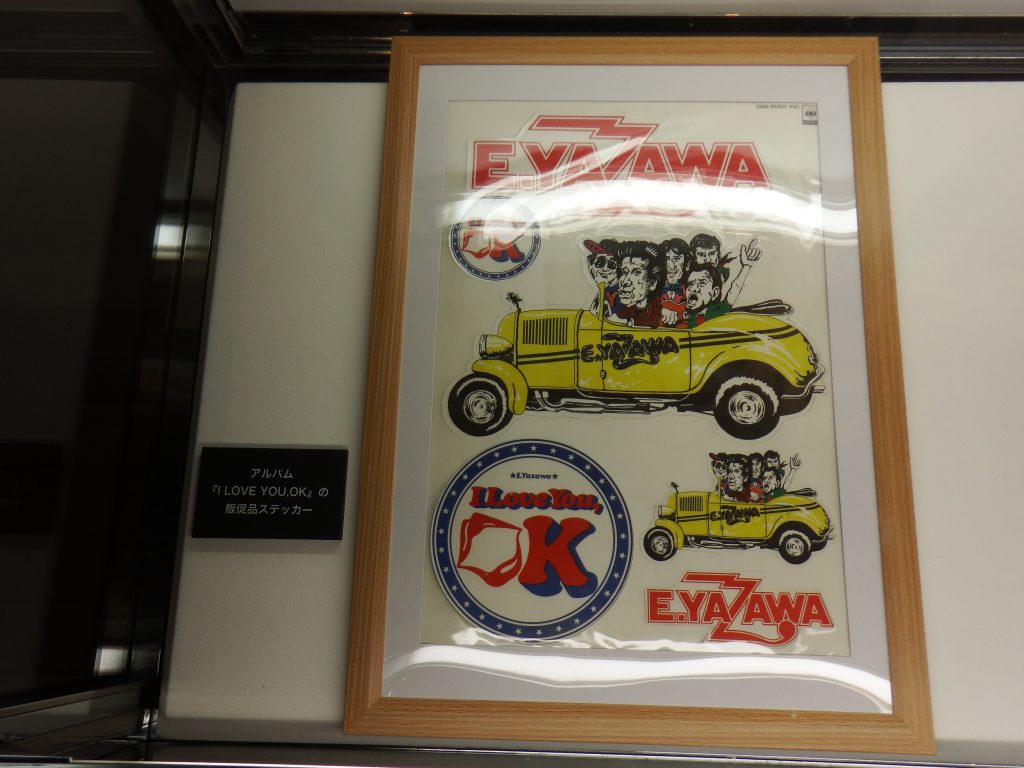 CBS/SONY INC
E.YAZAWA
OK
E.YAZAWA
アルバム
『I LOVE YOU,OK』の
販促品ステッカー
★E.Yazawa★
I Love You,
OK
E.YAZAWA
E.YAZAWA